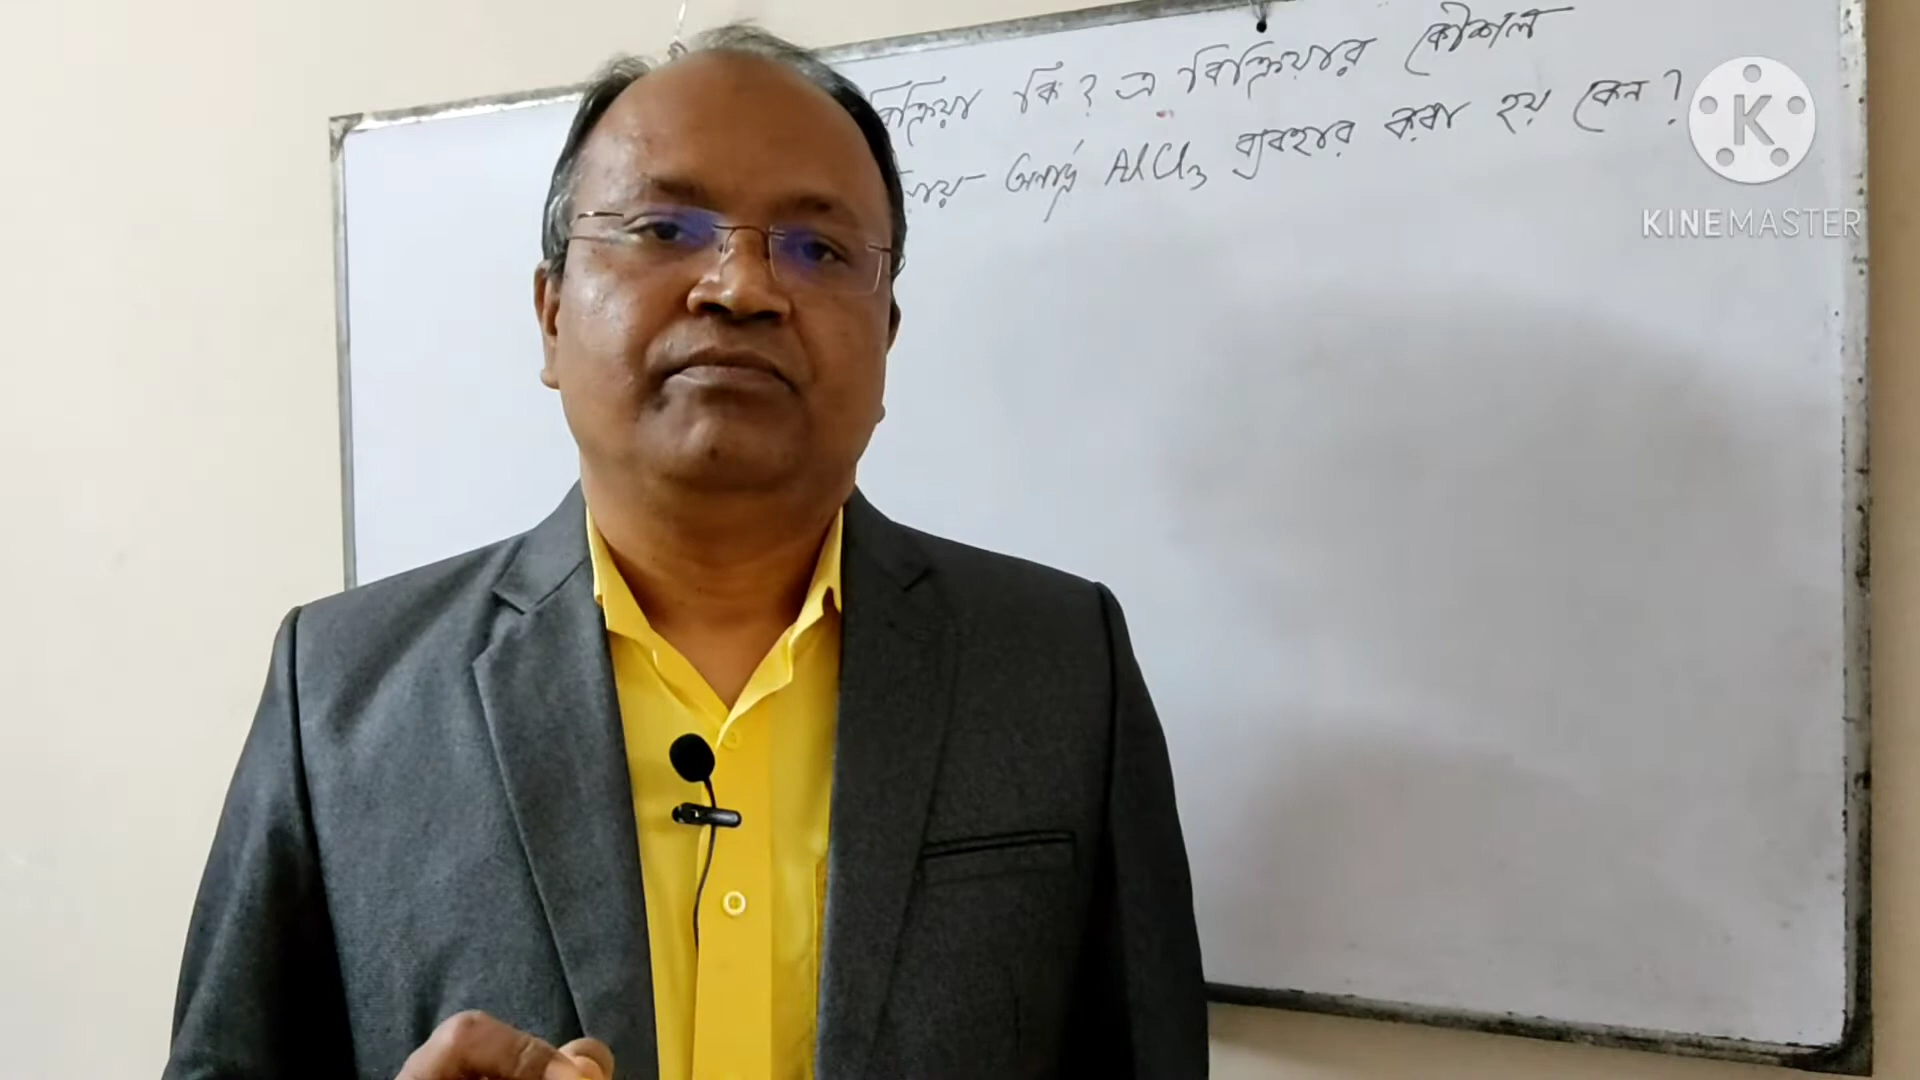 বিক্রিয়া কি? এ বিক্রিয়ার কৌশল
অনার্দ্র AlCl3 ব্যবহার করা হয় কেন?
K
KINEMASTER